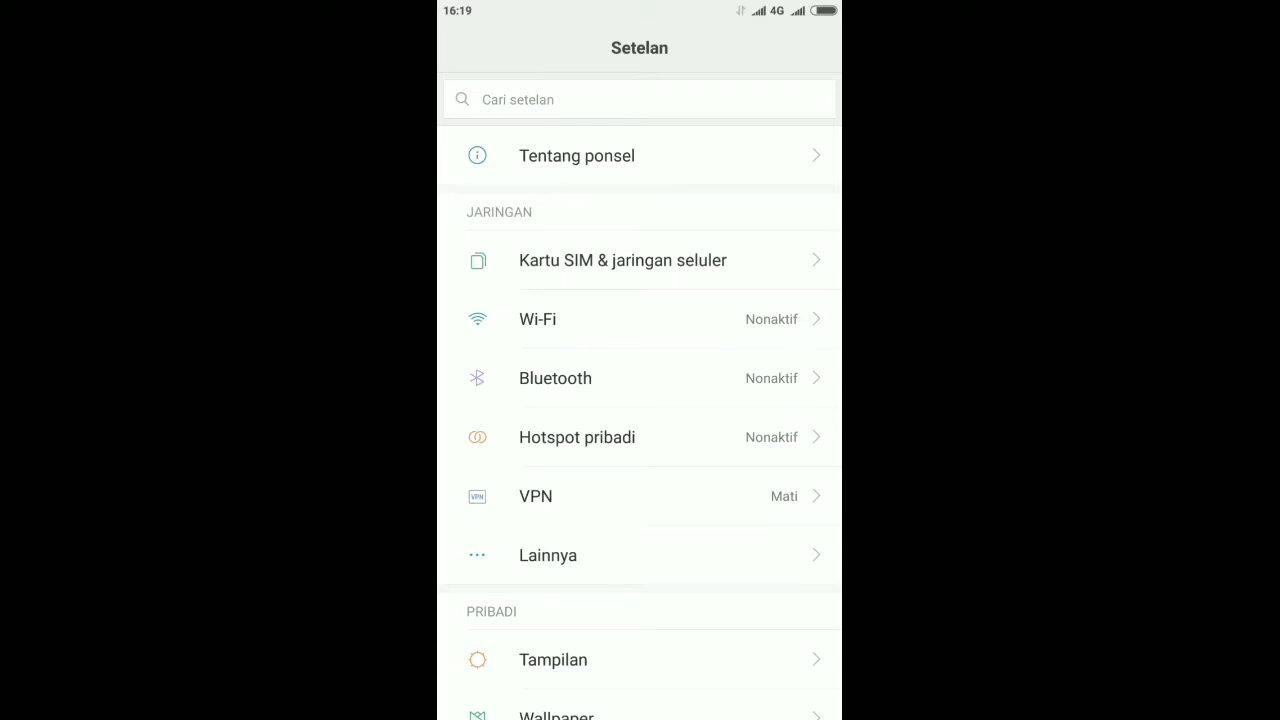 16:19
4G
Setelan
Cari setelan
Tentang ponsel
JARINGAN
Kartu SIM & jaringan seluler
Wi-Fi Nonaktif
Bluetooth Nonaktif
Hotspot pribadi Nonaktif
VPN VPN Mati
Lainnya
PRIBADI
Tampilan
Wallpaper